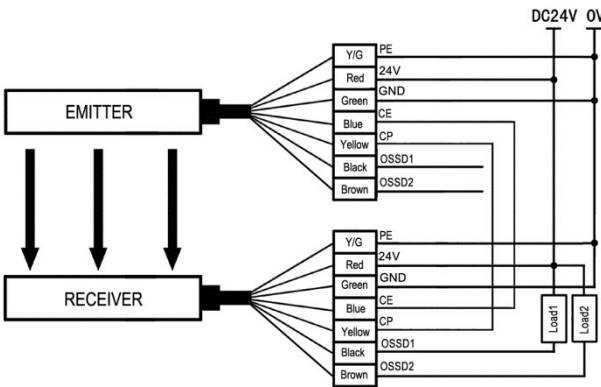 DC24V 0V
EMITTER
Y/G PE
Red 24V
Green GND
Blue CE
Yellow CP
Black OSSD1
Brown OSSD2
RECEIVER
Y/G PE
Red 24V
Green GND
Blue CE
Yellow CP
Black OSSD1
Brown OSSD2
Load1
Load2